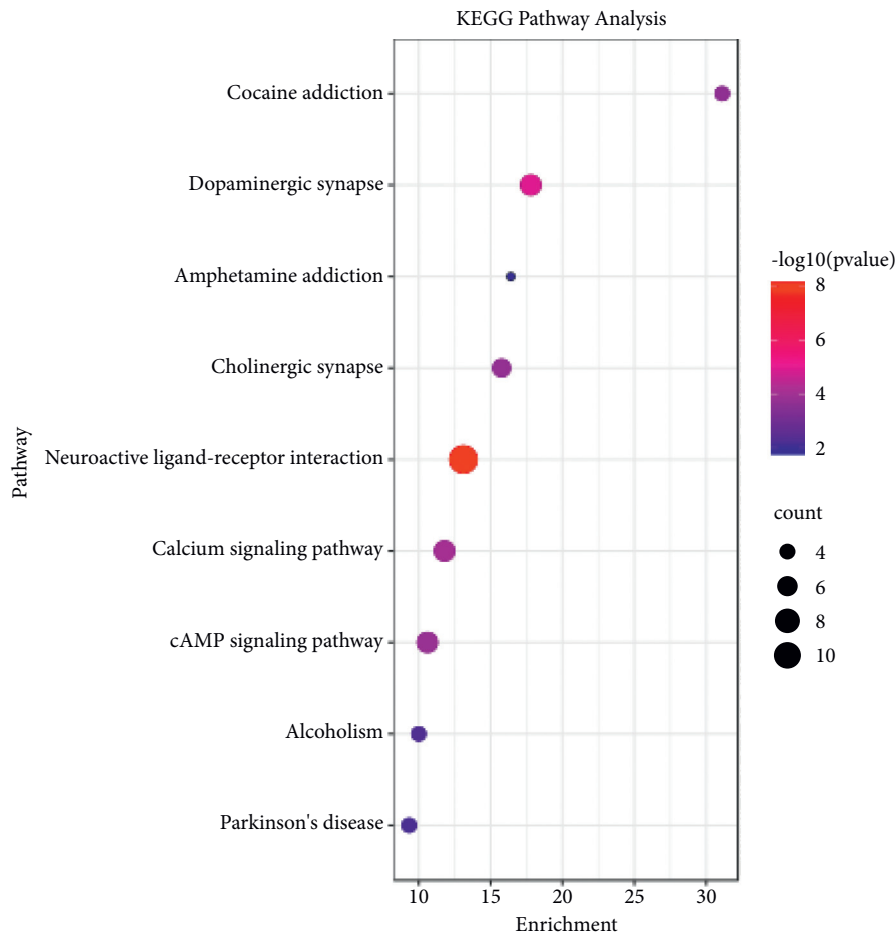 KEGG Pathway Analysis
Cocaine addiction
Dopaminergic synapse
Amphetamine addiction
Cholinergic synapse
Neuroactive ligand-receptor interaction
Calcium signaling pathway
cAMP signaling pathway
Alcoholism
Parkinson's disease
Pathway
10 15 20 25 30
Enrichment
-log10(pvalue)
8
6
4
2
count
4
6
8
10